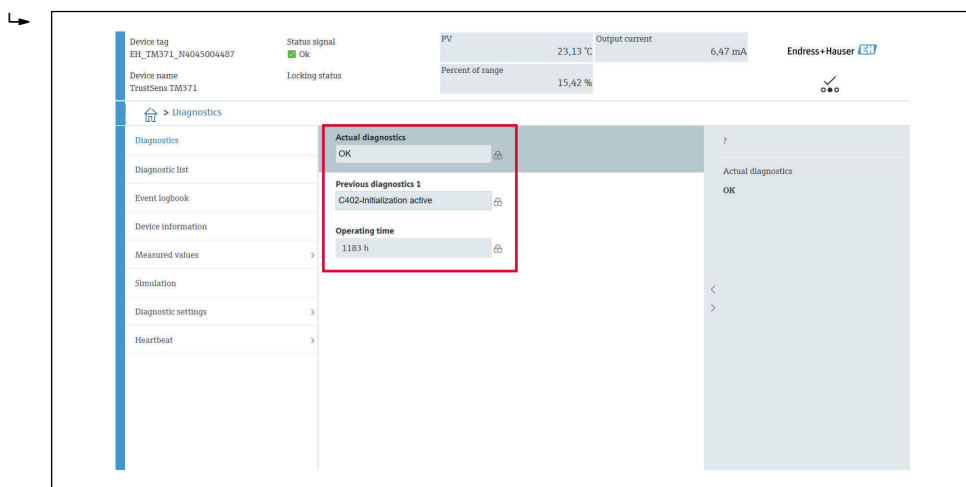 Device tag
EH_TM371_N4045004487
Status signal
Ok
PV
23,13 °C
Output current
6,47 mA
Endress+Hauser EH
Device name
TrustSens TM371
Locking status
Percent of range
15,42 %
> Diagnostics
Diagnostics
Diagnostic list
Event logbook
Device information
Measured values >
Simulation
Diagnostic settings >
Heartbeat >
Actual diagnostics
OK
Previous diagnostics 1
C402-Initialization active
Operating time
1183 h
?
Actual diagnostics
OK
<
>